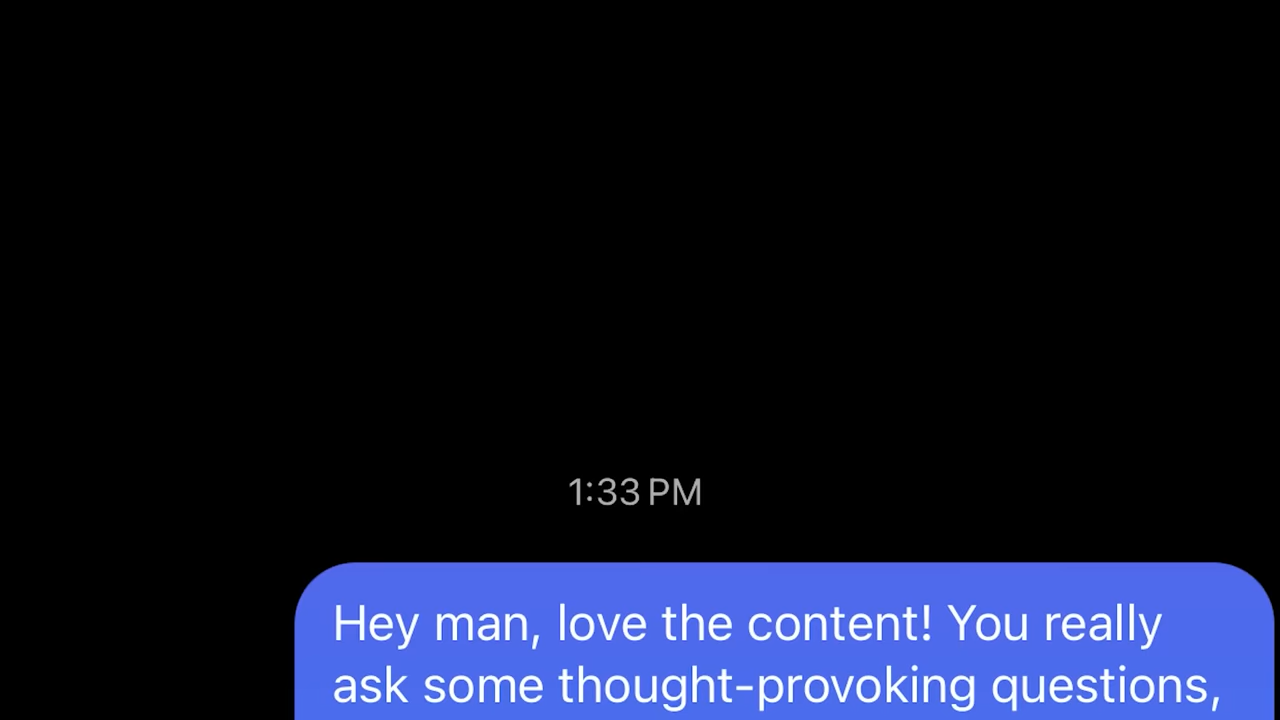 1:33 PM
Hey man, love the content! You really
ask some thought-provoking questions,